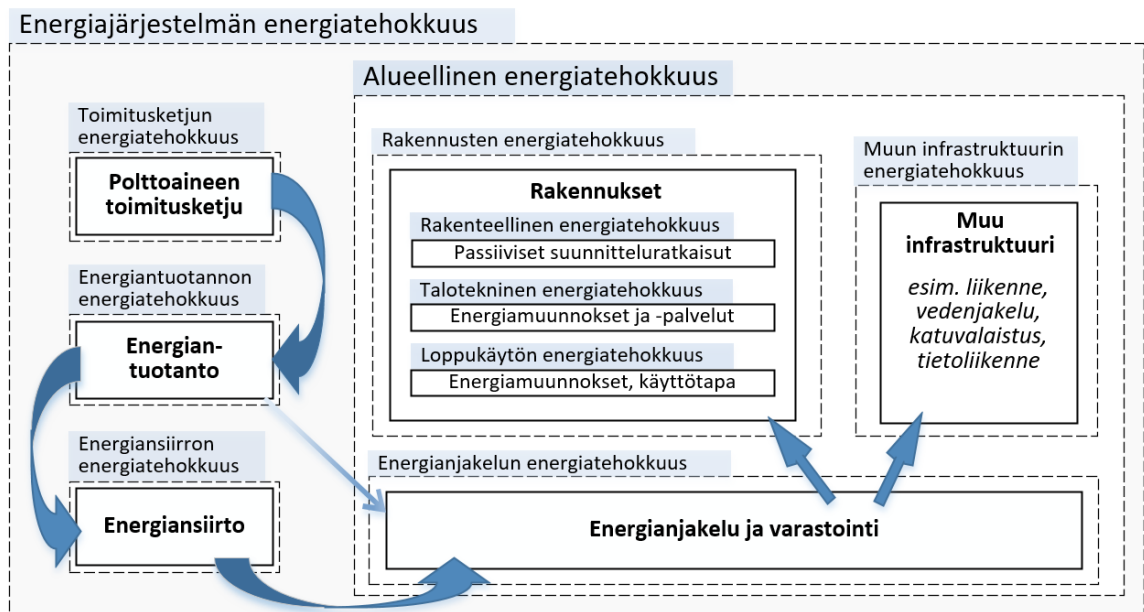 Energiajärjestelmän energiatehokkuus
Alueellinen energiatehokkuus
Toimitusketjun
energiatehokkuus
Polttoaineen
toimitusketju
Energiantuotannon
energiatehokkuus
Energian-
tuotanto
Energiansiirron
energiatehokkuus
Energiansiirto
Rakennusten energiatehokkuus
Rakennukset
Rakenteellinen energiatehokkuus
Passiiviset suunnitteluratkaisut
Talotekninen energiatehokkuus
Energiamuunnokset ja -palvelut
Loppukäytön energiatehokkuus
Energiamuunnokset, käyttötapa
Muun infrastruktuurin
energiatehokkuus
Muu
infrastruktuuri
esim. liikenne,
vedenjakelu,
katuvalaistus,
tietoliikenne
Energianjakelun energiatehokkuus
Energianjakelu ja varastointi